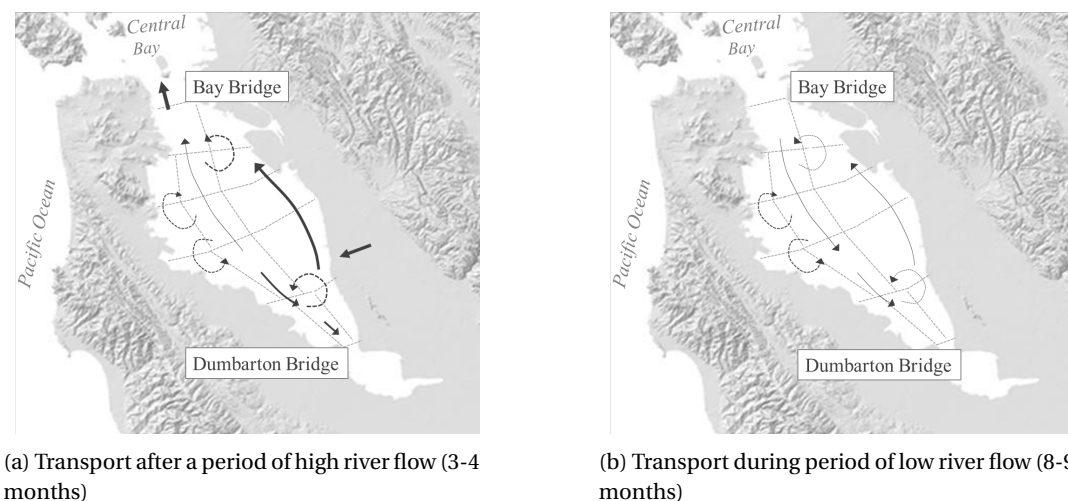 Central
Bay
Bay Bridge
Pacific Ocean
Dumbarton Bridge
(a) Transport after a period of high river flow (3-4
months)
Central
Bay
Bay Bridge
Pacific Ocean
Dumbarton Bridge
(b) Transport during period of low river flow (8-9
months)